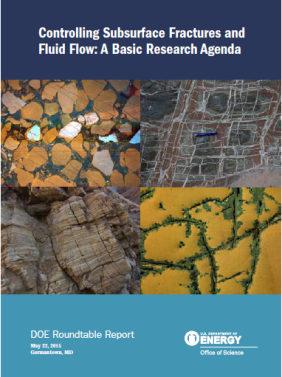 Controlling Subsurface Fractures and
Fluid Flow: A Basic Research Agenda
DOE Roundtable Report
May 22, 2015
Germantown, MD
U.S. DEPARTMENT OF
ENERGY
Office of Science